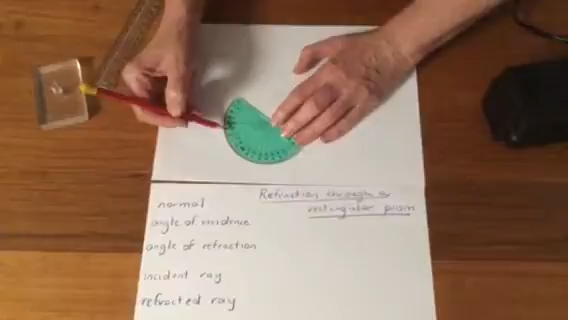 Refraction through a
rectangular prism
normal
angle of incidence
angle of refraction
incident ray
refracted ray